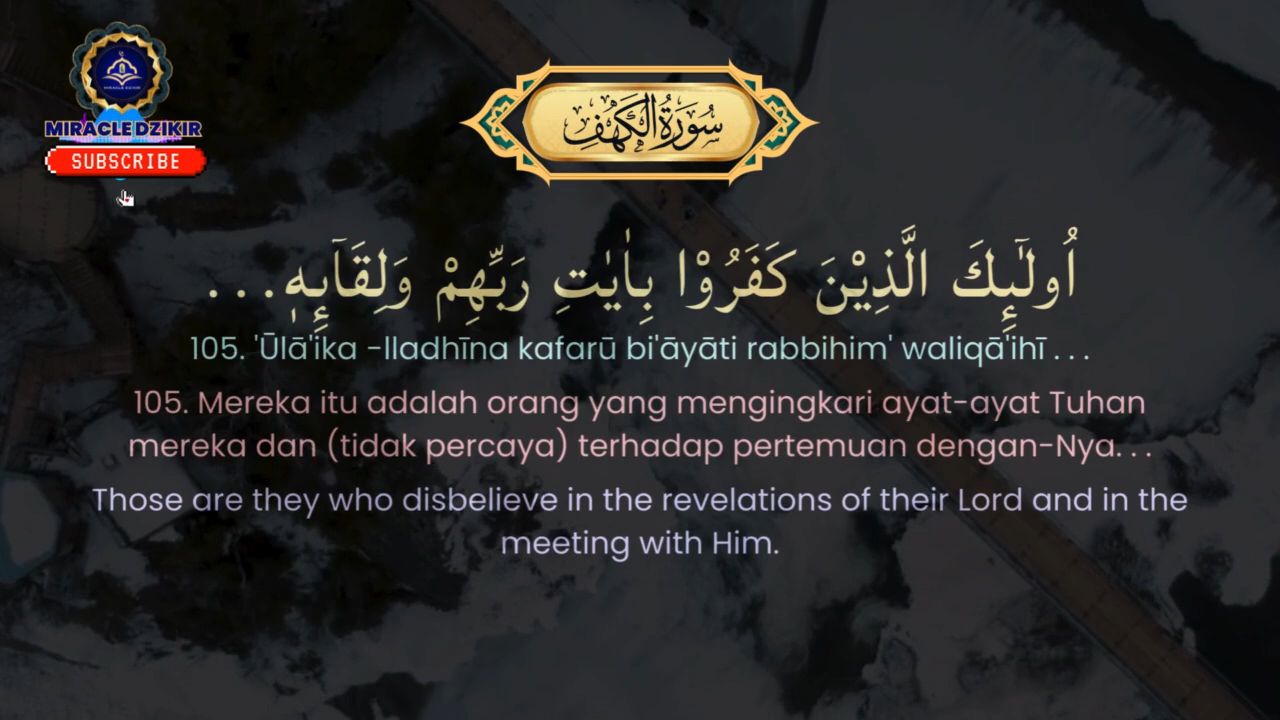 MIRACLE DZIKIR
SUBSCRIBE
سُورَةُ الْكَهْفِ
اُولٰۤىِٕكَ الَّذِيْنَ كَفَرُوْا بِاٰيٰتِ رَبِّهِمْ وَلِقَاۤىِٕهٖ . . .
105. 'Ūlā'ika -lladhīna kafarū bi'āyāti rabbihim' waliqā'ihī . . .
105. Mereka itu adalah orang yang mengingkari ayat-ayat Tuhan
mereka dan (tidak percaya) terhadap pertemuan dengan-Nya. . .
Those are they who disbelieve in the revelations of their Lord and in the
meeting with Him.